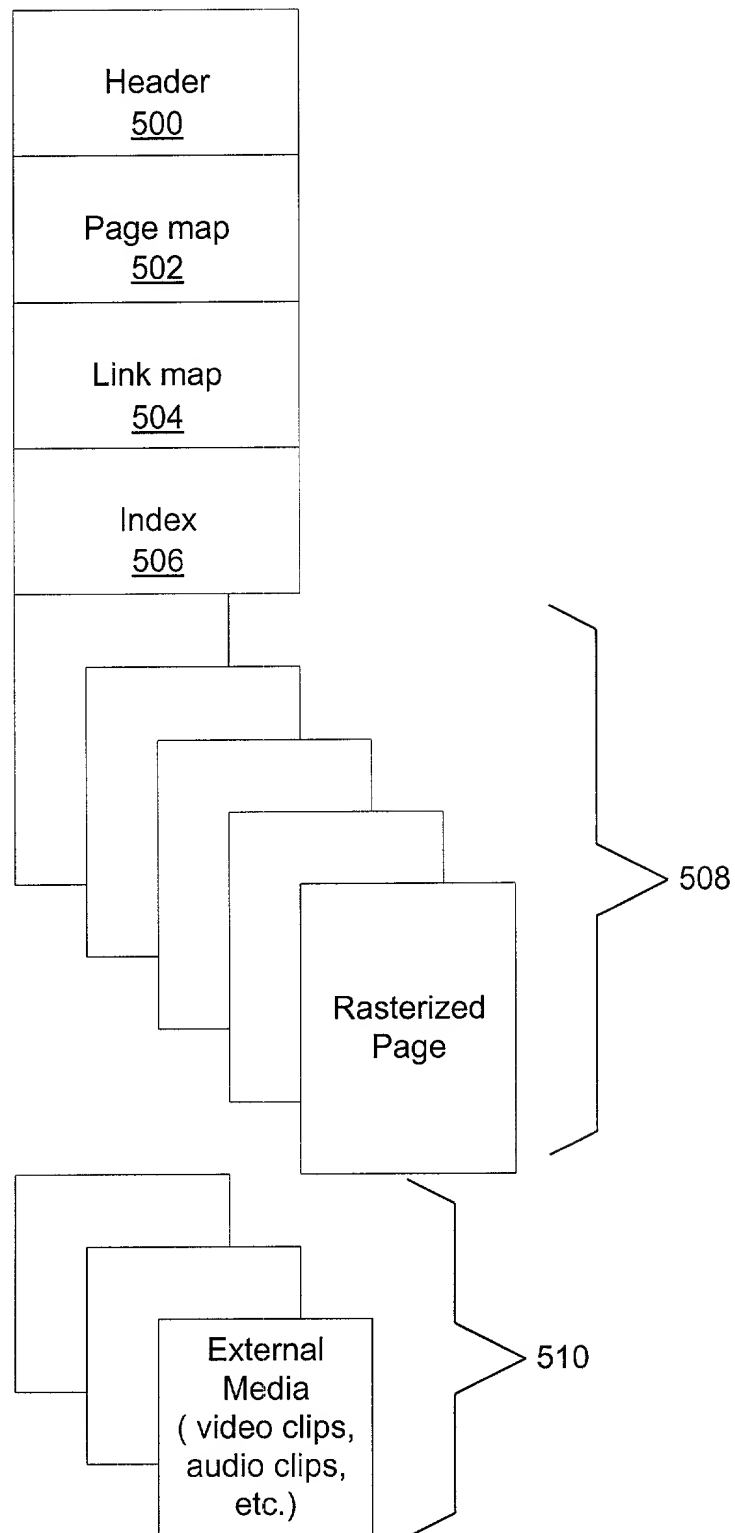 Header
500
Page map
502
Link map
504
Index
506
508
Rasterized
Page
510
External
Media
( video clips,
audio clips,
etc.)